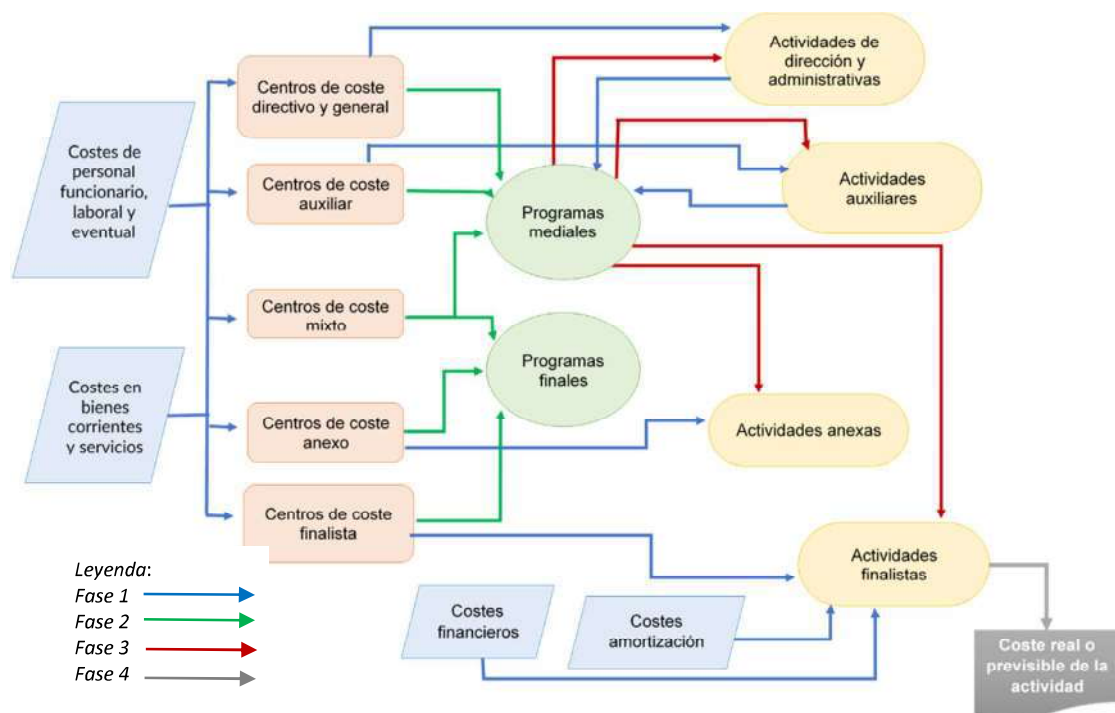 Costes de
personal
funcionario,
laboral y
eventual
Costes en
bienes
corrientes
y servicios
Centros de coste
directivo y general
Centros de coste
auxiliar
Centros de coste
mixto
Centros de coste
anexo
Centros de coste
finalista
Programas
mediales
Programas
finales
Actividades de
dirección y
administrativas
Actividades
auxiliares
Actividades anexas
Actividades
finalistas
Costes
financieros
Costes
amortización
Coste real o
previsible de la
actividad
Leyenda:
Fase 1
Fase 2
Fase 3
Fase 4